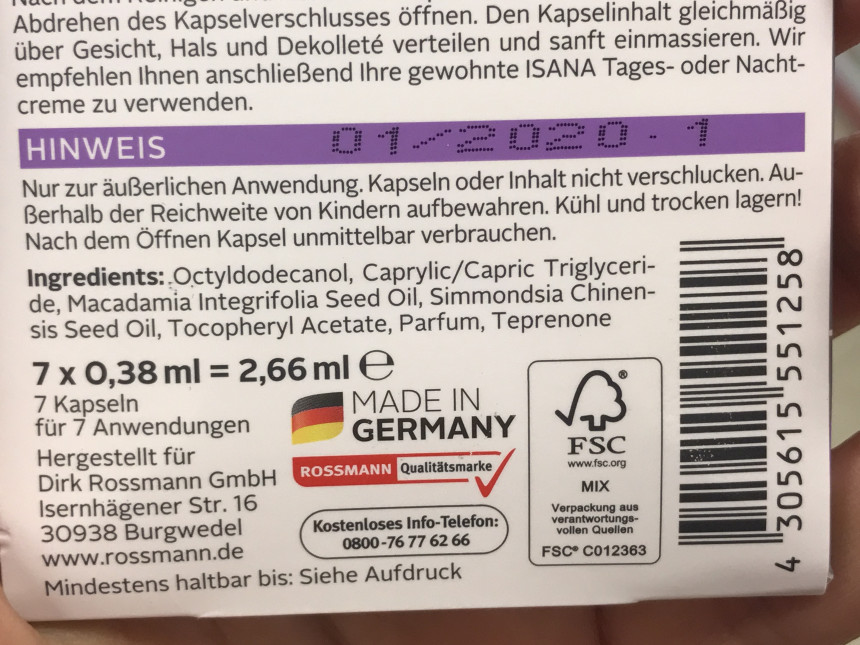 Nach dem Reinigen
Abdrehen des Kapselverschlusses öffnen. Den Kapselinhalt gleichmäßig
über Gesicht, Hals und Dekolleté verteilen und sanft einmassieren. Wir
empfehlen Ihnen anschließend Ihre gewohnte ISANA Tages- oder Nacht-
creme zu verwenden.
HINWEIS
01/2020 - 1
Nur zur äußerlichen Anwendung. Kapseln oder Inhalt nicht verschlucken. Au-
ßerhalb der Reichweite von Kindern aufbewahren. Kühl und trocken lagern!
Nach dem Öffnen Kapsel unmittelbar verbrauchen.
Ingredients: Octyldodecanol, Caprylic/Capric Triglyceri-
de, Macadamia Integrifolia Seed Oil, Simmondsia Chinen-
sis Seed Oil, Tocopheryl Acetate, Parfum, Teprenone
7 x 0,38 ml = 2,66 ml ℮
7 Kapseln
für 7 Anwendungen
Hergestellt für
Dirk Rossmann GmbH
Isernhägener Str. 16
30938 Burgwedel
www.rossmann.de
Mindestens haltbar bis: Siehe Aufdruck
MADE IN
GERMANY
ROSSMANN Qualitätsmarke
Kostenloses Info-Telefon:
0800-76 77 62 66
®
FSC
www.fsc.org
MIX
Verpackung aus
verantwortungs-
vollen Quellen
FSC® C012363
4 305615 551258